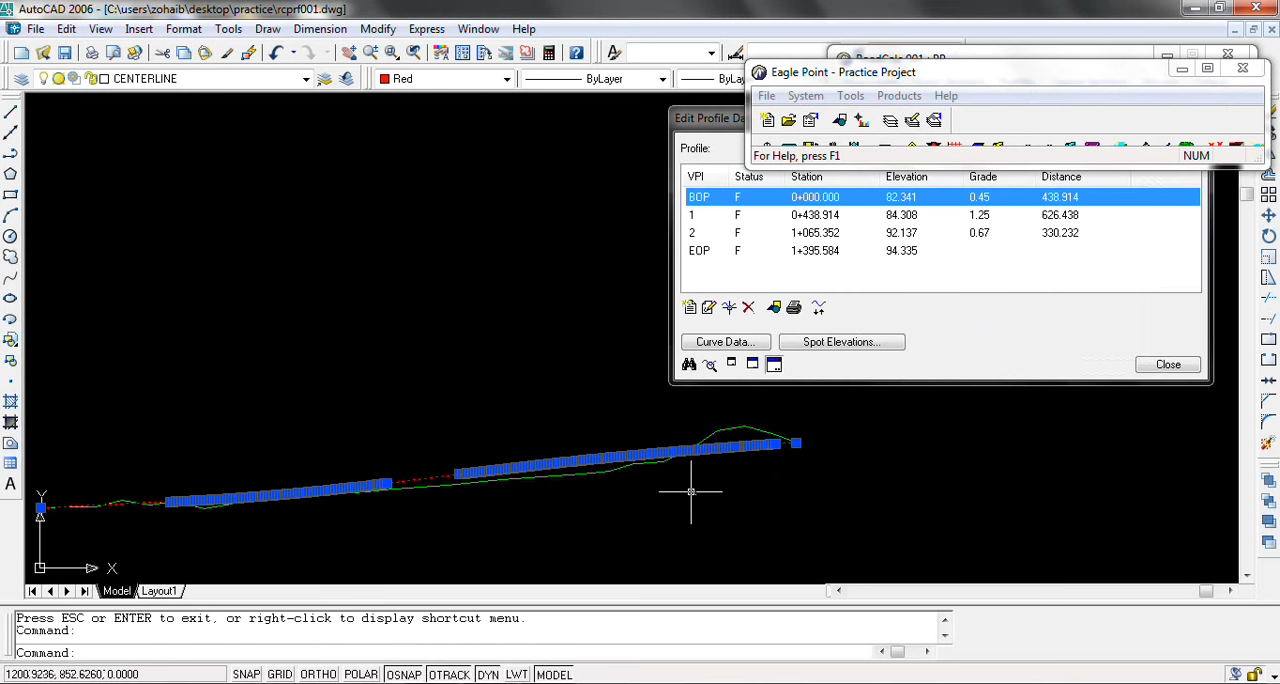 AutoCAD 2006 - [C:\users\zohaib\desktop\practice\rcprf001.dwg]
File Edit View Insert Format Tools Draw Dimension Modify Express Window Help
CENTERLINE Red ByLayer ByLay
Eagle Point - Practice Project
File System Tools Products Help
For Help, press F1 NUM
Edit Profile Da
Profile:
VPI Status Station Elevation Grade Distance
BOP F 0+000.000 82.341 0.45 438.914
1 F 0+438.914 84.308 1.25 626.438
2 F 1+065.352 92.137 0.67 330.232
EOP F 1+395.584 94.335
Curve Data... Spot Elevations...
Close
Y
X
A
Model Layout1
Press ESC or ENTER to exit, or right-click to display shortcut menu.
Command:
Command:
1200.9236, 852.6260, 0.0000 SNAP GRID ORTHO POLAR OSNAP OTRACK DYN LWT MODEL